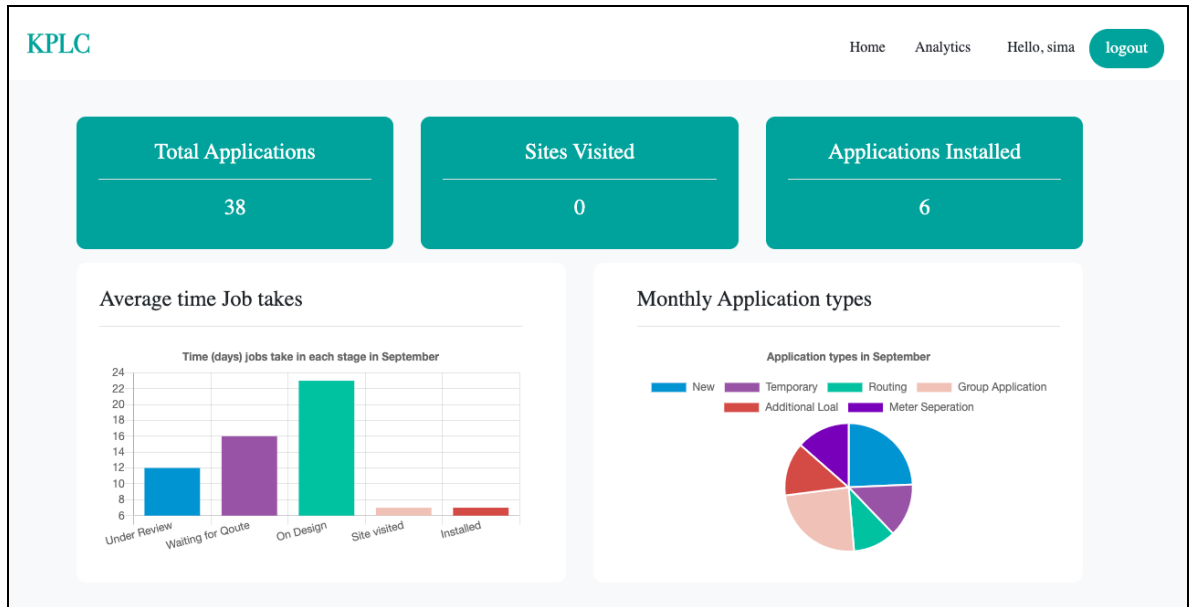 KPLC
Home Analytics Hello, sima logout
Total Applications
38
Sites Visited
0
Applications Installed
6
Average time Job takes
Time (days) jobs take in each stage in September
24
22
20
18
16
14
12
10
8
6
Under Review
Waiting for Qoute
On Design
Site visited
Installed
Monthly Application types
Application types in September
New Temporary Routing Group Application
Additional Loal Meter Seperation